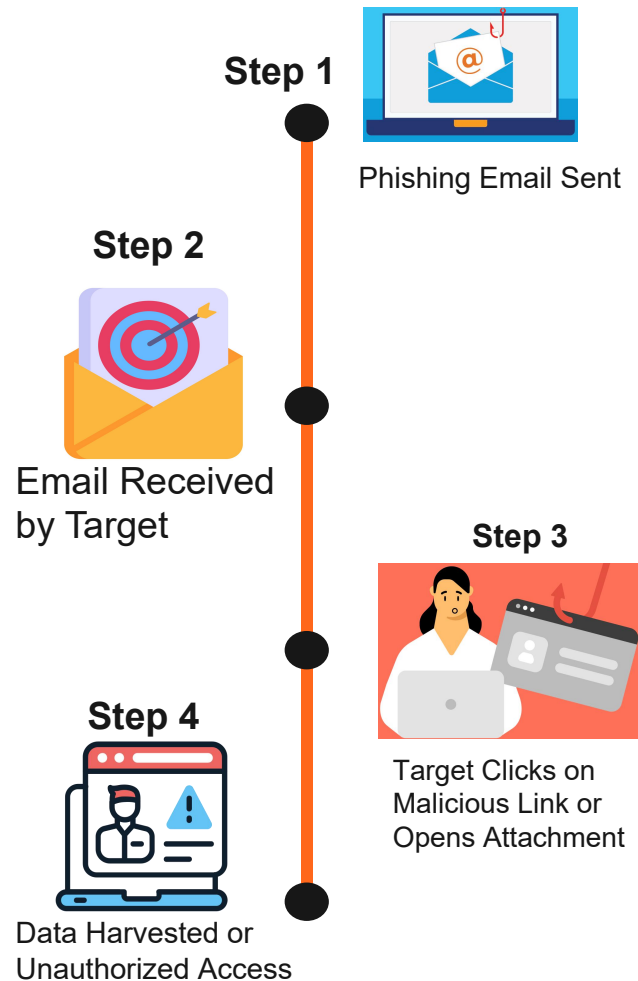 Step 1
Phishing Email Sent
Step 2
Email Received
by Target
Step 3
Target Clicks on
Malicious Link or
Opens Attachment
Step 4
Data Harvested or
Unauthorized Access